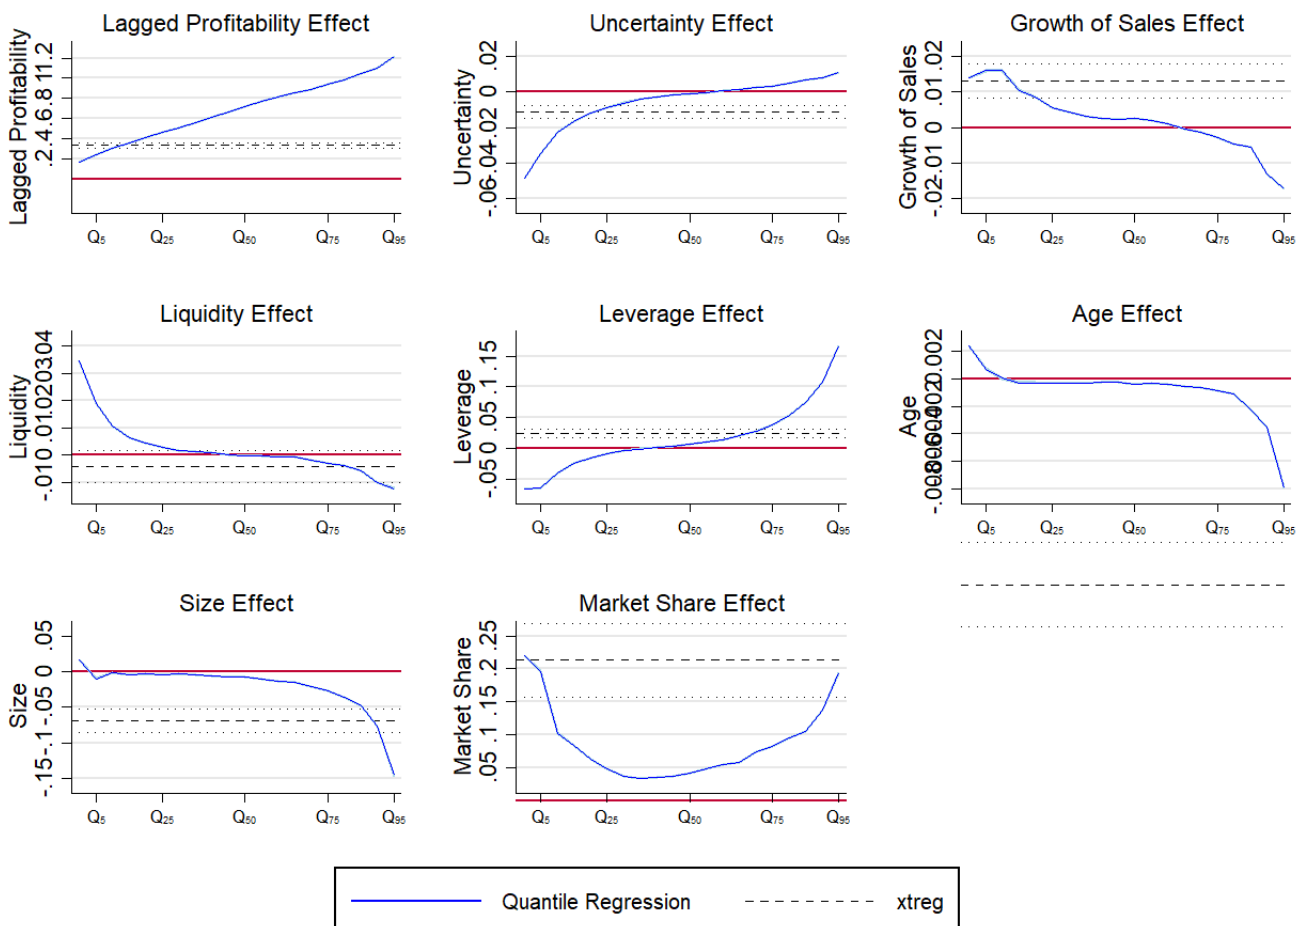 Lagged Profitability Effect
Lagged Profitability
.2 .4 .6 .8 1 1.2
Q5 Q25 Q50 Q75 Q95
Uncertainty Effect
Uncertainty
-.06 -.04 -.02 0 .02
Q5 Q25 Q50 Q75 Q95
Growth of Sales Effect
Growth of Sales
-.02 -.01 0 .01 .02
Q5 Q25 Q50 Q75 Q95
Liquidity Effect
Liquidity
-.01 0 .01 .02 .03 .04
Q5 Q25 Q50 Q75 Q95
Leverage Effect
Leverage
-.05 0 .05 .1 .15
Q5 Q25 Q50 Q75 Q95
Age Effect
Age
-.008 -.006 -.004 -.002 0 .002
Q5 Q25 Q50 Q75 Q95
Size Effect
Size
-.15 -.1 -.05 0 .05
Q5 Q25 Q50 Q75 Q95
Market Share Effect
Market Share
.05 .1 .15 .2 .25
Q5 Q25 Q50 Q75 Q95
Quantile Regression xtreg